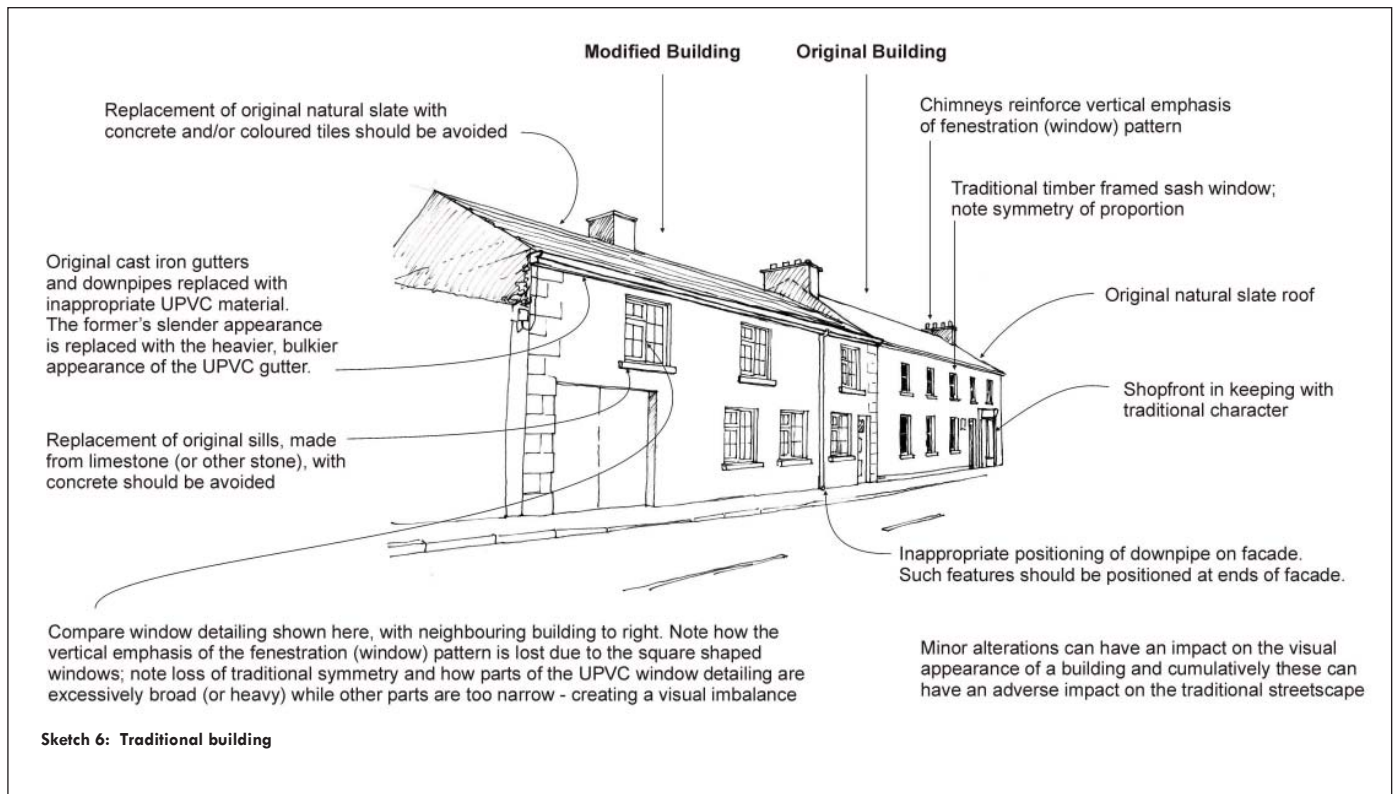 Modified Building
Original Building
Replacement of original natural slate with
concrete and/or coloured tiles should be avoided
Chimneys reinforce vertical emphasis
of fenestration (window) pattern
Traditional timber framed sash window;
note symmetry of proportion
Original cast iron gutters
and downpipes replaced with
inappropriate UPVC material.
The former's slender appearance
is replaced with the heavier, bulkier
appearance of the UPVC gutter.
Original natural slate roof
Shopfront in keeping with
traditional character
Replacement of original sills, made
from limestone (or other stone), with
concrete should be avoided
Inappropriate positioning of downpipe on facade.
Such features should be positioned at ends of facade.
Compare window detailing shown here, with neighbouring building to right. Note how the
vertical emphasis of the fenestration (window) pattern is lost due to the square shaped
windows; note loss of traditional symmetry and how parts of the UPVC window detailing are
excessively broad (or heavy) while other parts are too narrow - creating a visual imbalance
Minor alterations can have an impact on the visual
appearance of a building and cumulatively these can
have an adverse impact on the traditional streetscape
Sketch 6: Traditional building